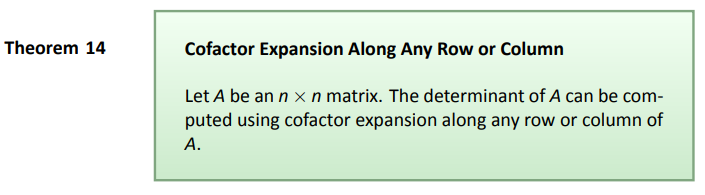 Theorem 14
Cofactor Expansion Along Any Row or Column
Let A be an n × n matrix. The determinant of A can be com-
puted using cofactor expansion along any row or column of
A.